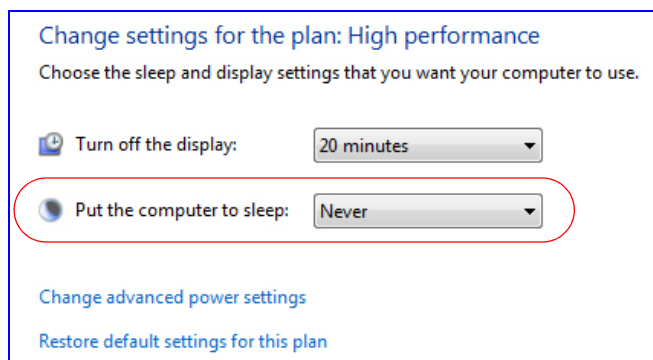 Change settings for the plan: High performance
Choose the sleep and display settings that you want your computer to use.
Turn off the display: 20 minutes
Put the computer to sleep: Never
Change advanced power settings
Restore default settings for this plan